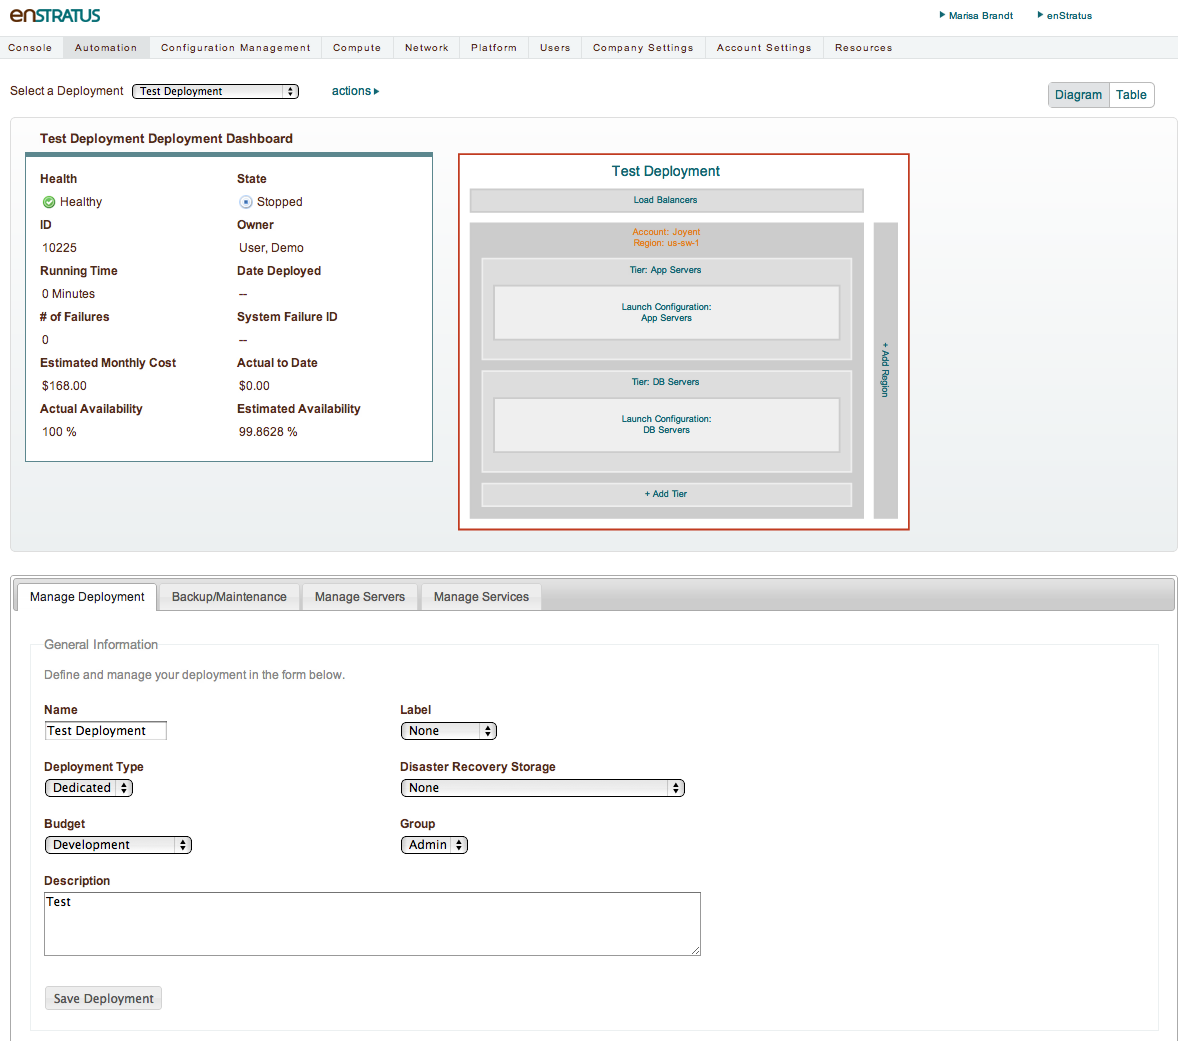 enSTRATUS
Marisa Brandt enStratus
Console Automation Configuration Management Compute Network Platform Users Company Settings Account Settings Resources
Select a Deployment Test Deployment actions
Diagram Table
Test Deployment Deployment Dashboard
Health State
Healthy Stopped
ID Owner
10225 User, Demo
Running Time Date Deployed
0 Minutes --
# of Failures System Failure ID
0 --
Estimated Monthly Cost Actual to Date
$168.00 $0.00
Actual Availability Estimated Availability
100 % 99.8628 %
Test Deployment
Load Balancers
Account: Joyent
Region: us-sw-1
Tier: App Servers
Launch Configuration:
App Servers
Tier: DB Servers
Launch Configuration:
DB Servers
+ Add Tier
+ Add Region
Manage Deployment Backup/Maintenance Manage Servers Manage Services
General Information
Define and manage your deployment in the form below.
Name Label
Test Deployment None
Deployment Type Disaster Recovery Storage
Dedicated None
Budget Group
Development Admin
Description
Test
Save Deployment